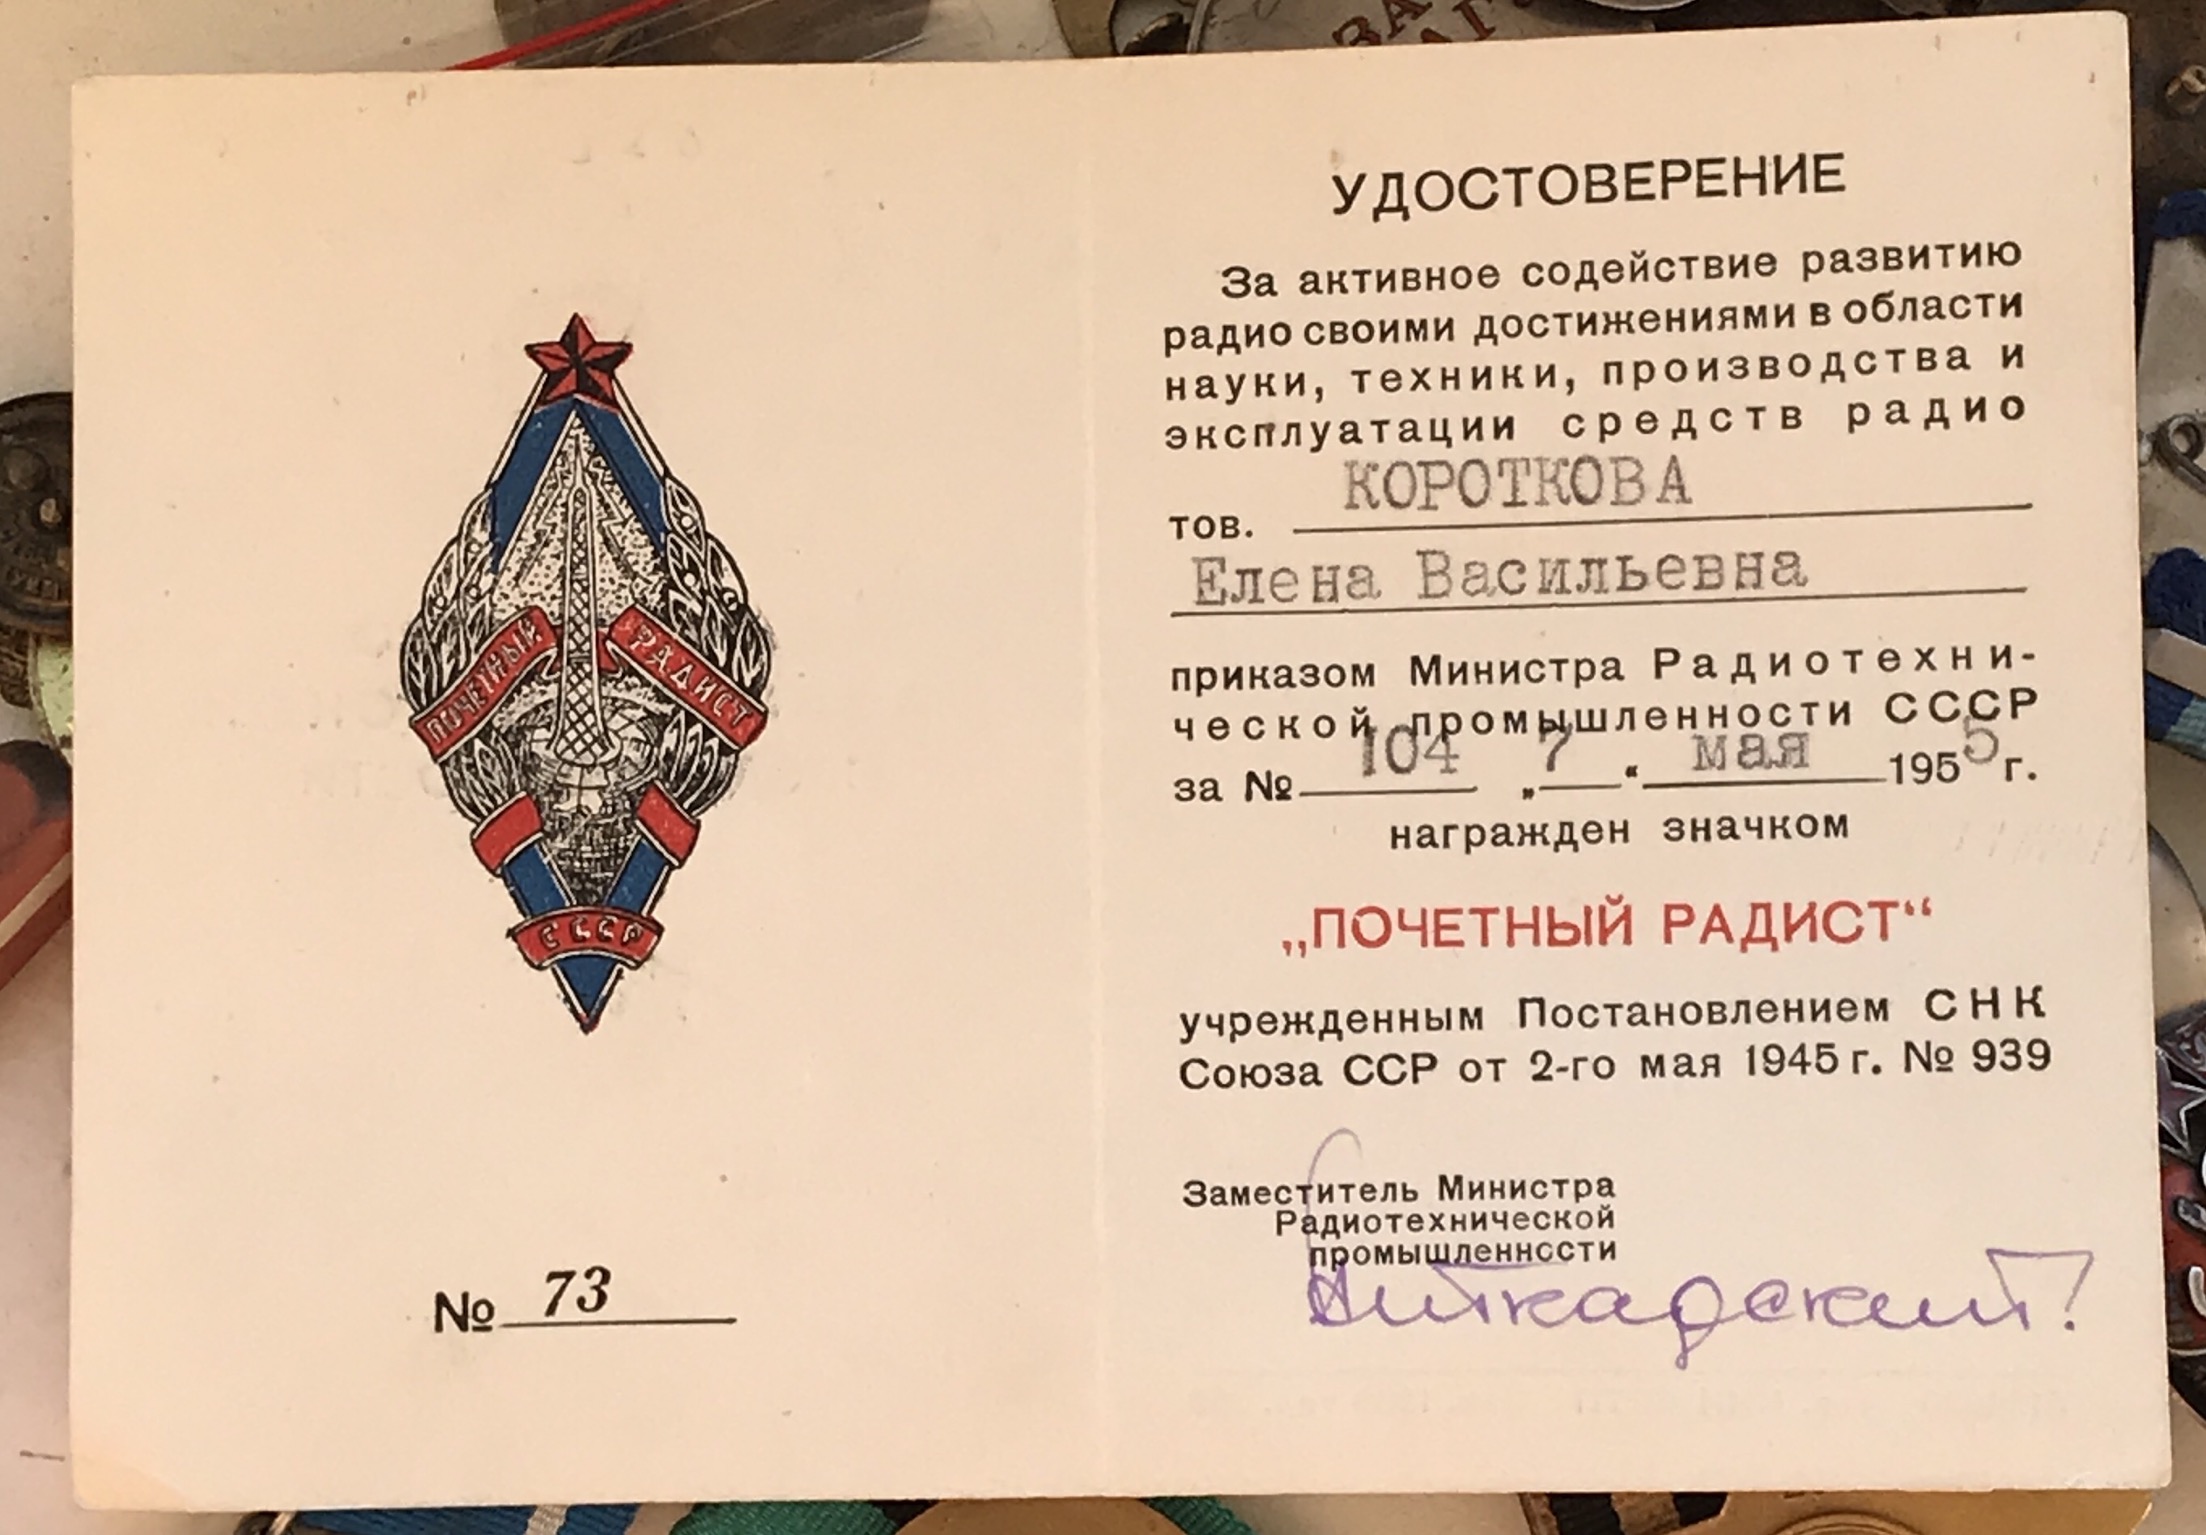 ПОЧЕТНЫЙ РАДИСТ
СССР
№ 73
УДОСТОВЕРЕНИЕ
За активное содействие развитию
радио своими достижениями в области
науки, техники, производства и
эксплуатации средств радио
тов. КОРОТКОВА
Елена Васильевна
приказом Министра Радиотехни-
ческой промышленности СССР
за № 104 „7“ мая 1955 г.
награжден значком
„ПОЧЕТНЫЙ РАДИСТ“
учрежденным Постановлением СНК
Союза ССР от 2-го мая 1945 г. № 939
Заместитель Министра
Радиотехнической
промышленности